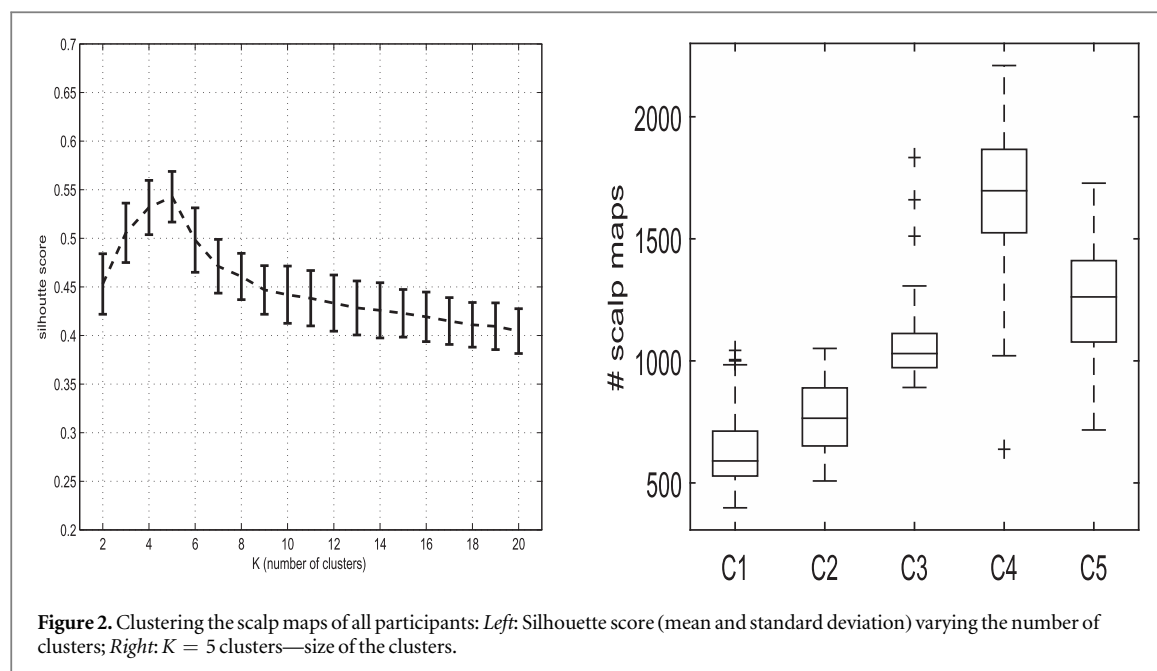 0.7
0.65
0.6
0.55
0.5
0.45
0.4
0.35
0.3
0.25
0.2
silhoutte score
2 4 6 8 10 12 14 16 18 20
K (number of clusters)
2000
1500
1000
500
# scalp maps
C1 C2 C3 C4 C5
Figure 2. Clustering the scalp maps of all participants: Left: Silhouette score (mean and standard deviation) varying the number of
clusters; Right: K = 5 clusters—size of the clusters.